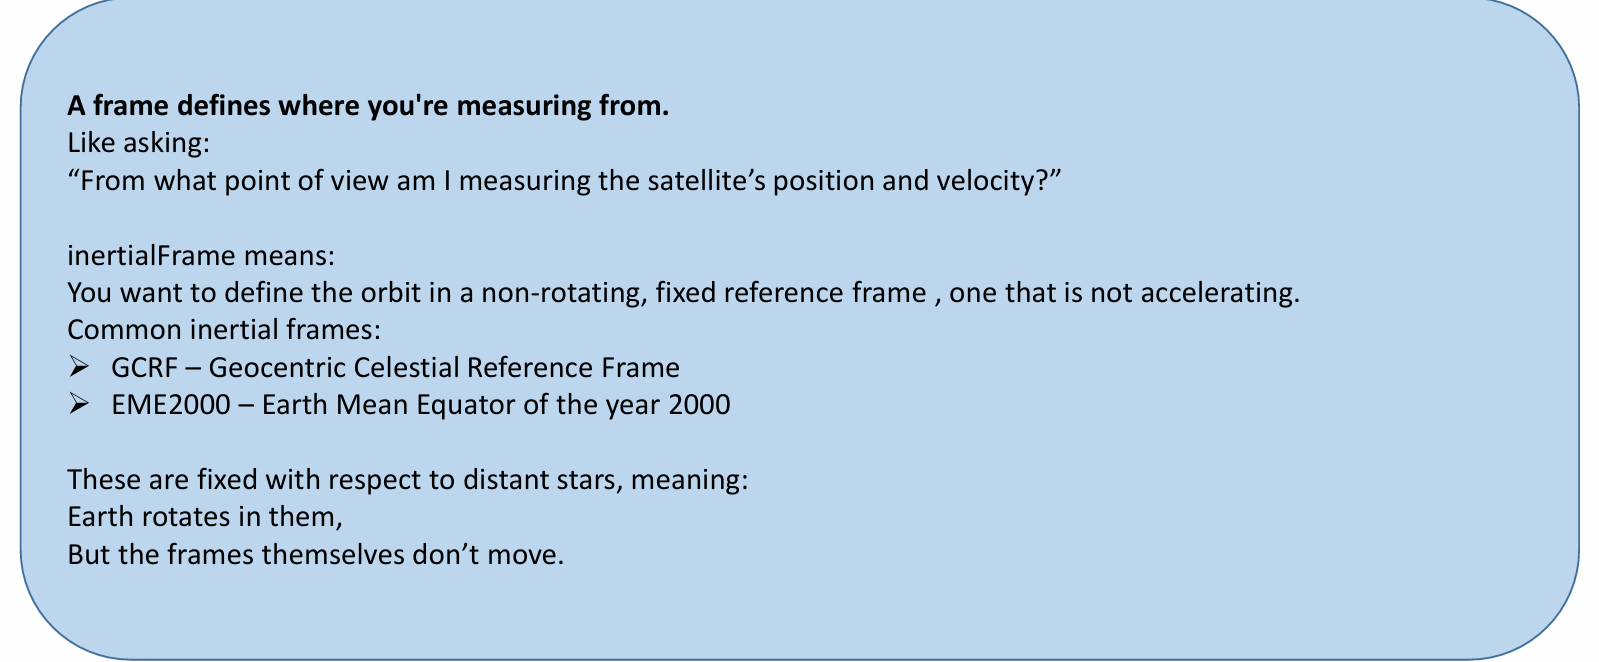 A frame defines where you're measuring from.
Like asking:
“From what point of view am I measuring the satellite’s position and velocity?”
inertialFrame means:
You want to define the orbit in a non-rotating, fixed reference frame , one that is not accelerating.
Common inertial frames:
➢ GCRF – Geocentric Celestial Reference Frame
➢ EME2000 – Earth Mean Equator of the year 2000
These are fixed with respect to distant stars, meaning:
Earth rotates in them,
But the frames themselves don’t move.